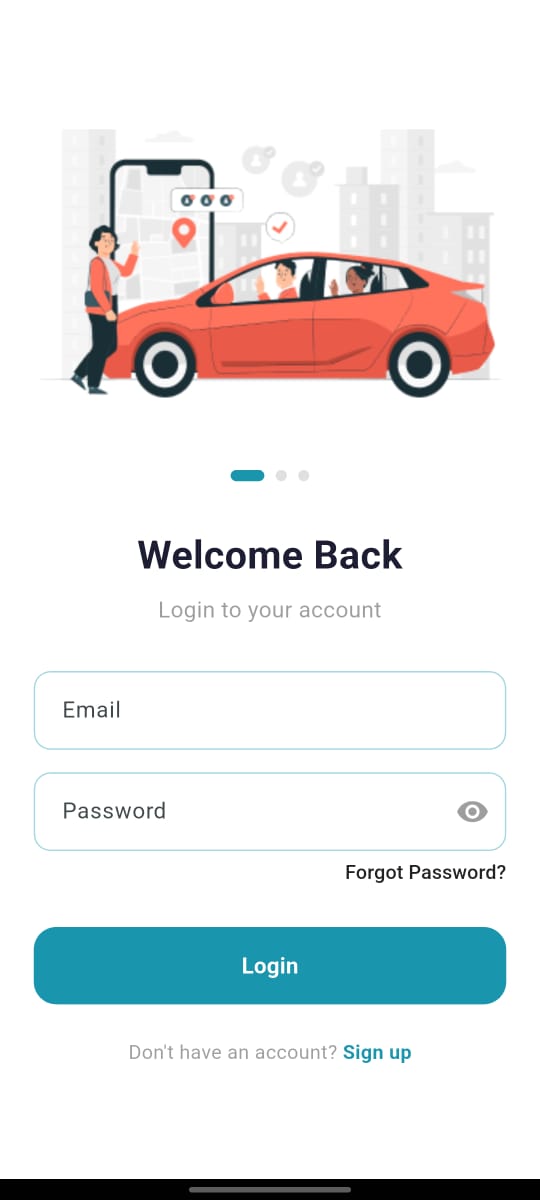 Welcome Back
Login to your account
Email
Password
Forgot Password?
Login
Don't have an account? Sign up